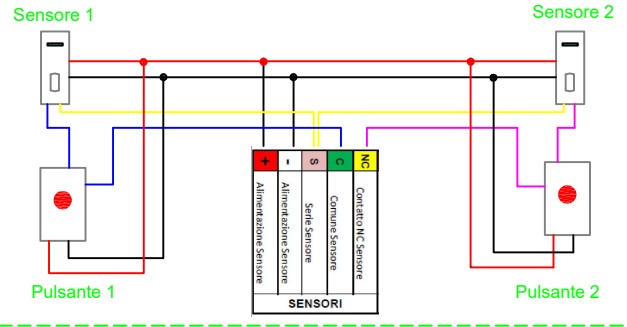 Sensore 1
Sensore 2
+
-
S
C
NC
Alimentazione Sensore
Alimentazione Sensore
Serie Sensore
Comune Sensore
Contatto NC Sensore
SENSORI
Pulsante 1
Pulsante 2